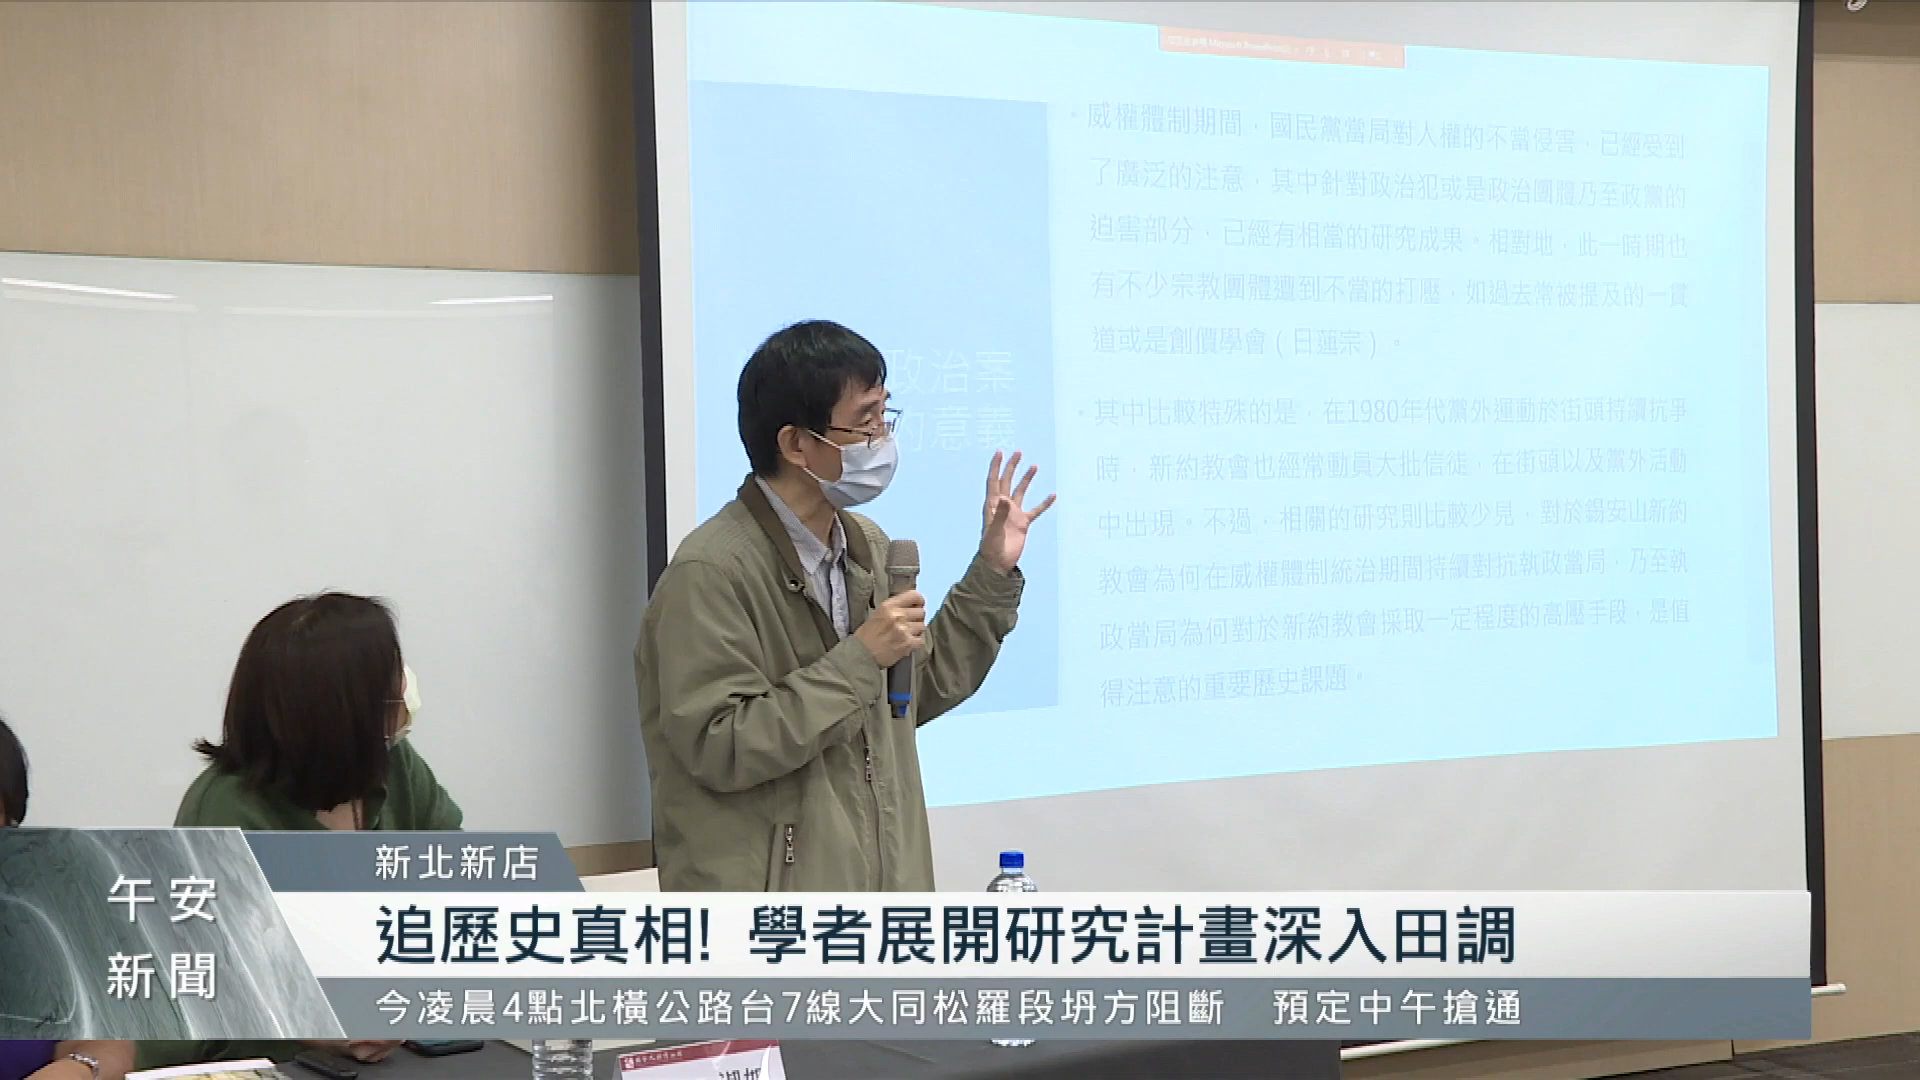 威權體制期間，國民黨當局對人權的不當侵害，已經受到
了廣泛的注意，其中針對政治犯或是政治團體乃至政黨的
迫害部分，已經有相當的研究成果。相對地，此一時期也
有不少宗教團體遭到不當的打壓，如過去常被提及的一貫
道或是創價學會（日蓮宗）。
政治案
的意義
其中比較特殊的是，在1980年代黨外運動於街頭持續抗爭
時，新約教會也經常動員大批信徒，在街頭以及黨外活動
中出現。不過，相關的研究則比較少見，對於錫安山新約
教會為何在威權體制統治期間持續對抗執政當局，乃至執
政當局為何對於新約教會採取一定程度的高壓手段，是值
得注意的重要歷史課題。
新北新店
午安
新聞
追歷史真相! 學者展開研究計畫深入田調
今凌晨4點北橫公路台7線大同松羅段坍方阻斷　預定中午搶通